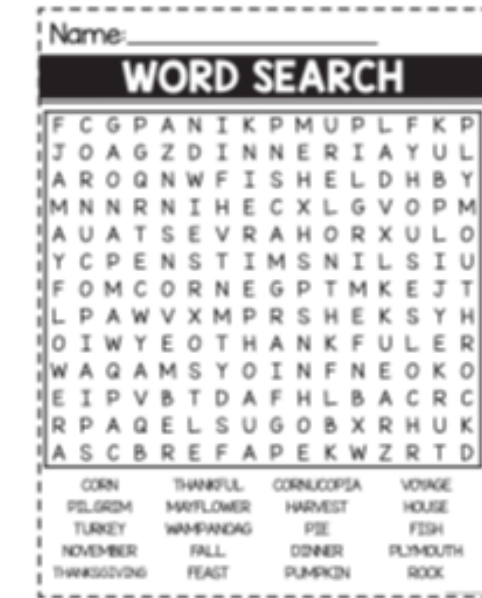 Name:
WORD SEARCH
F C G P A N I K P M U P L F K P
J O A G Z D I N N E R I A Y U L
A R O Q N W F I S H E L D H B Y
M N N R N I H E C X L G V O P M
A U A T S E V R A H O R X U L O
Y C P E N S T I M S N I L S I U
F O M C O R N E G P T M K E J T
L P A W V X M P R S H E K S Y H
O I W Y E O T H A N K F U L E R
W A Q A M S Y O I N F N E O K O
E I P V B T D A F H L B A C R C
R P A Q E L S U G O B X R H U K
A S C B R E F A P E K W Z R T D
CORN THANKFUL CORNUCOPIA VOYAGE
PILGRIM MAYFLOWER HARVEST HOUSE
TURKEY WAMPANOAG PIE FISH
NOVEMBER FALL DINNER PLYMOUTH
THANKSGIVING FEAST PUMPKIN ROCK